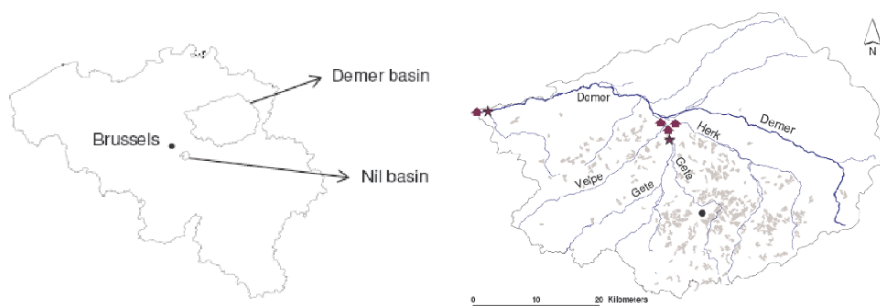 Demer basin
Brussels
Nil basin
N
Demer
Demer
Herk
Velpe
Gete
Gete
0 10 20 Kilometers